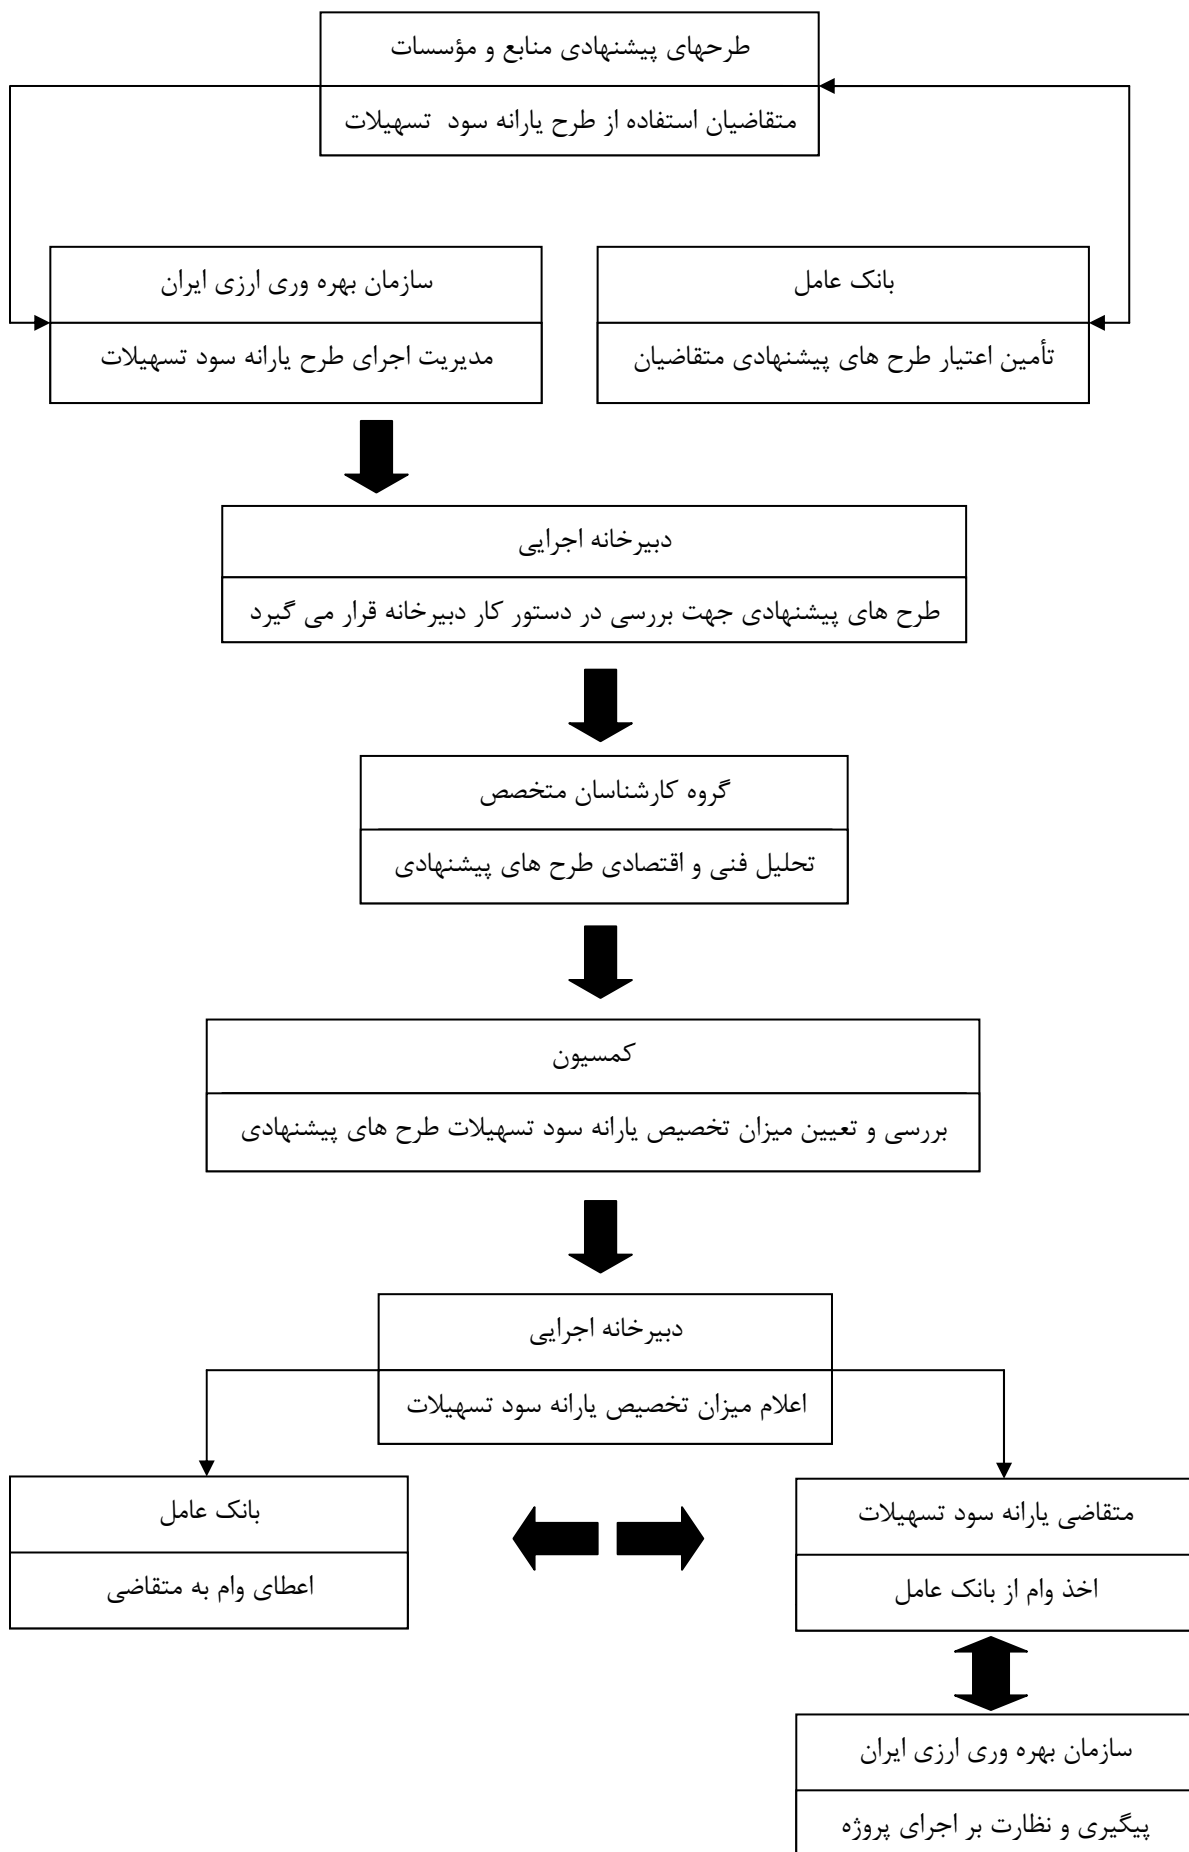 طرحهای پیشنهادی منابع و مؤسسات
متقاضیان استفاده از طرح یارانه سود تسهیلات
سازمان بهره وری ارزی ایران
مدیریت اجرای طرح یارانه سود تسهیلات
بانک عامل
تأمین اعتبار طرح های پیشنهادی متقاضیان
دبیرخانه اجرایی
طرح های پیشنهادی جهت بررسی در دستور کار دبیرخانه قرار می گیرد
گروه کارشناسان متخصص
تحلیل فنی و اقتصادی طرح های پیشنهادی
کمسیون
بررسی و تعیین میزان تخصیص یارانه سود تسهیلات طرح های پیشنهادی
دبیرخانه اجرایی
اعلام میزان تخصیص یارانه سود تسهیلات
متقاضی یارانه سود تسهیلات
اخذ وام از بانک عامل
بانک عامل
اعطای وام به متقاضی
سازمان بهره وری ارزی ایران
پیگیری و نظارت بر اجرای پروژه